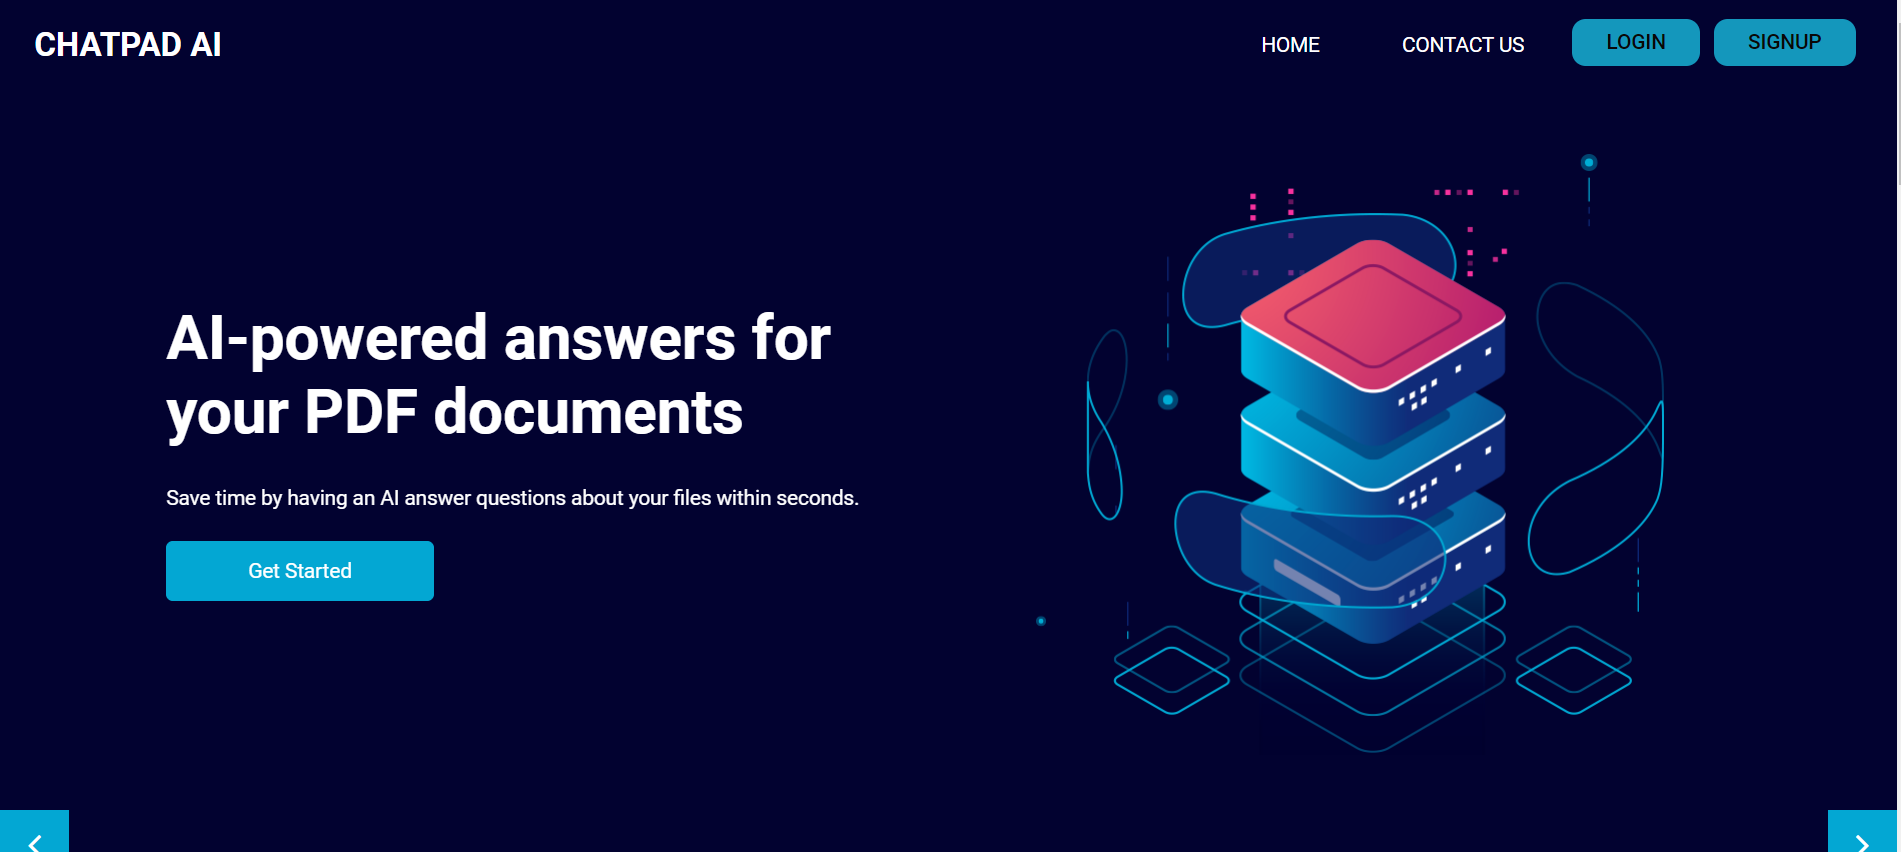 CHATPAD AI
HOME
CONTACT US
LOGIN
SIGNUP
AI-powered answers for
your PDF documents
Save time by having an AI answer questions about your files within seconds.
Get Started